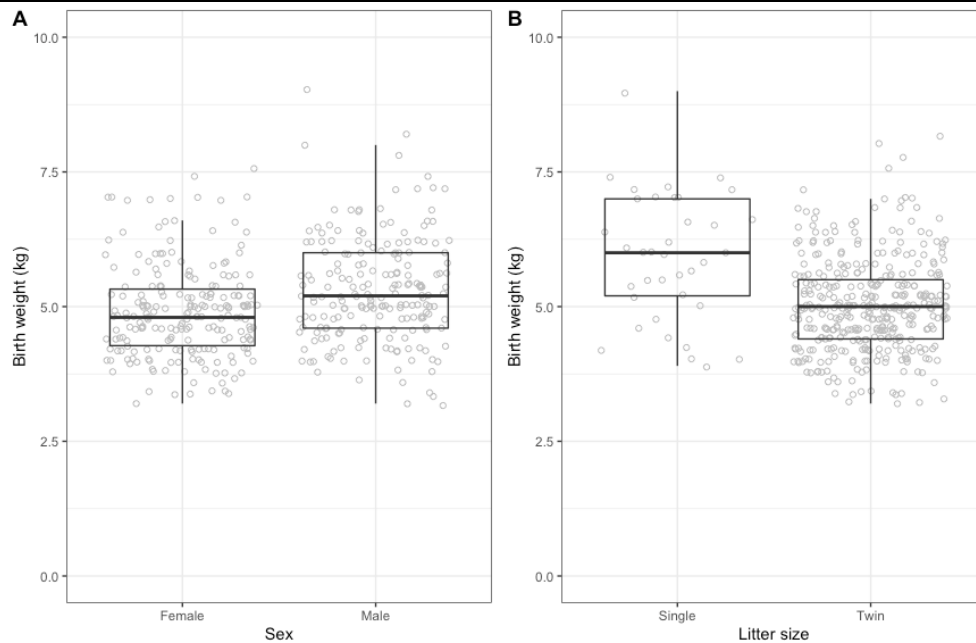 A
Birth weight (kg)
10.0
7.5
5.0
2.5
0.0
Female Male
Sex
B
Birth weight (kg)
10.0
7.5
5.0
2.5
0.0
Single Twin
Litter size